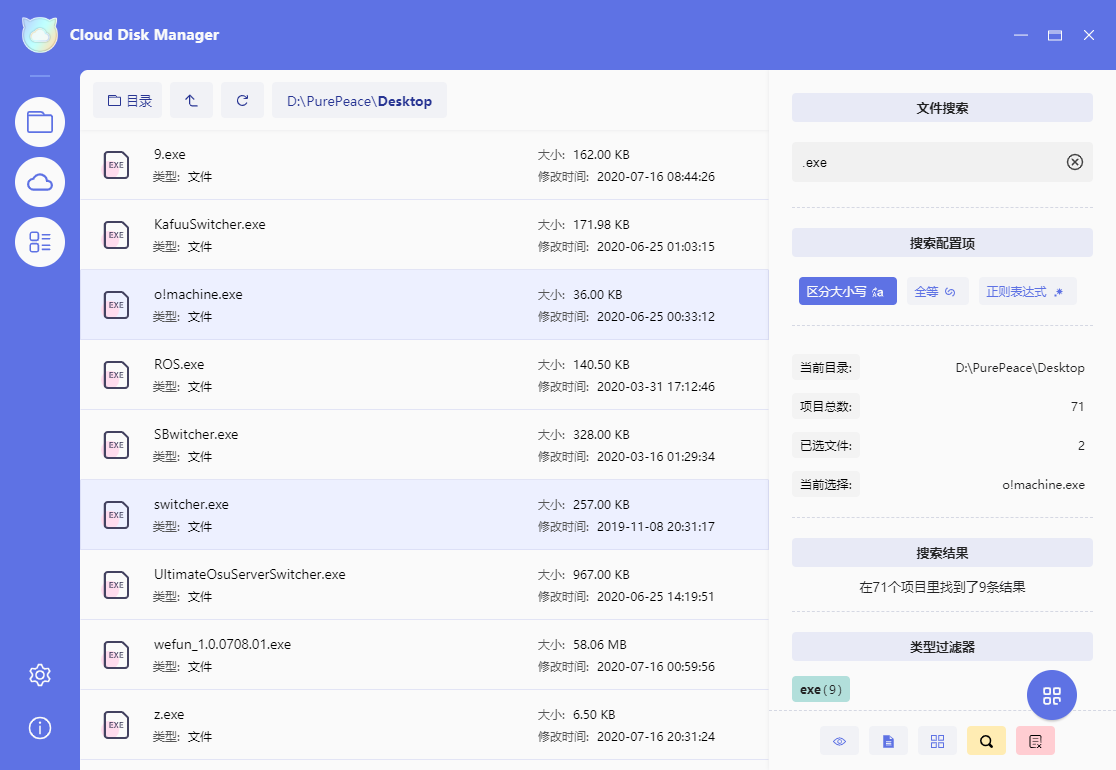 Cloud Disk Manager
目录
D:\PurePeace\Desktop
EXE
9.exe
大小: 162.00 KB
类型: 文件
修改时间: 2020-07-16 08:44:26
EXE
KafuuSwitcher.exe
大小: 171.98 KB
类型: 文件
修改时间: 2020-06-25 01:03:15
EXE
o!machine.exe
大小: 36.00 KB
类型: 文件
修改时间: 2020-06-25 00:33:12
EXE
ROS.exe
大小: 140.50 KB
类型: 文件
修改时间: 2020-03-31 17:12:46
EXE
SBwitcher.exe
大小: 328.00 KB
类型: 文件
修改时间: 2020-03-16 01:29:34
EXE
switcher.exe
大小: 257.00 KB
类型: 文件
修改时间: 2019-11-08 20:31:17
EXE
UltimateOsuServerSwitcher.exe
大小: 967.00 KB
类型: 文件
修改时间: 2020-06-25 14:19:51
EXE
wefun_1.0.0708.01.exe
大小: 58.06 MB
类型: 文件
修改时间: 2020-07-16 00:59:56
EXE
z.exe
大小: 6.50 KB
类型: 文件
修改时间: 2020-07-16 20:31:24
文件搜索
.exe
搜索配置项
区分大小写
全等
正则表达式
当前目录: D:\PurePeace\Desktop
项目总数: 71
已选文件: 2
当前选择: o!machine.exe
搜索结果
在71个项目里找到了9条结果
类型过滤器
exe (9)